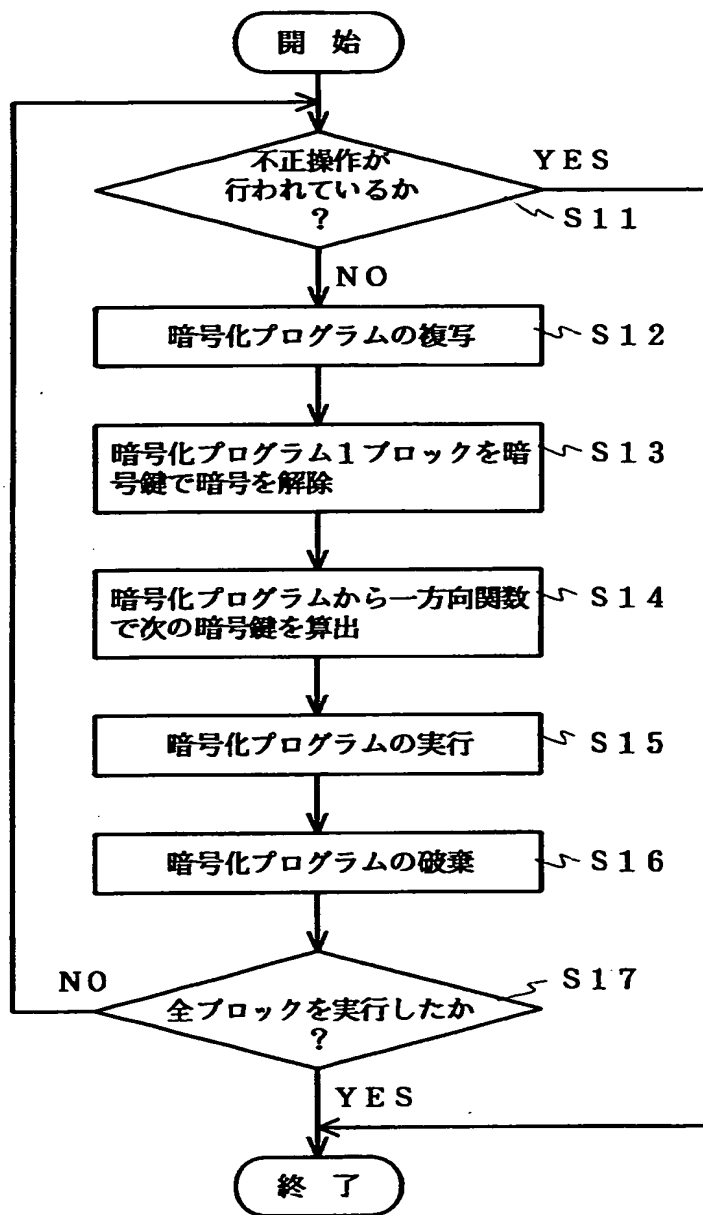 開 始
不正操作が
行われているか
?
YES
S11
NO
暗号化プログラムの複写
S12
暗号化プログラム1ブロックを暗
号鍵で暗号を解除
S13
暗号化プログラムから一方向関数
で次の暗号鍵を算出
S14
暗号化プログラムの実行
S15
暗号化プログラムの破棄
S16
NO
全ブロックを実行したか
?
S17
YES
終 了